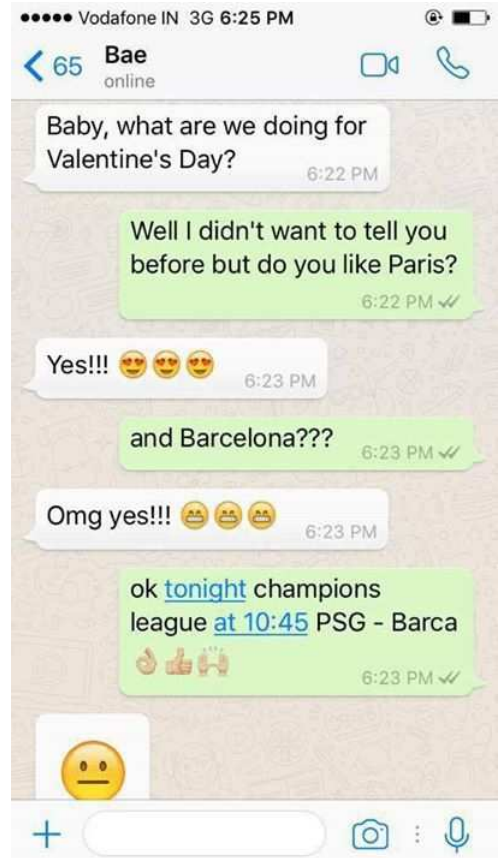 Vodafone IN 3G 6:25 PM
65 Bae
online
Baby, what are we doing for
Valentine's Day?
6:22 PM
Well I didn't want to tell you
before but do you like Paris?
6:22 PM
Yes!!! 😍😍😍
6:23 PM
and Barcelona???
6:23 PM
Omg yes!!! 😁😁😁
6:23 PM
ok tonight champions
league at 10:45 PSG - Barca
👌🏼👍🏼🙌🏼
6:23 PM